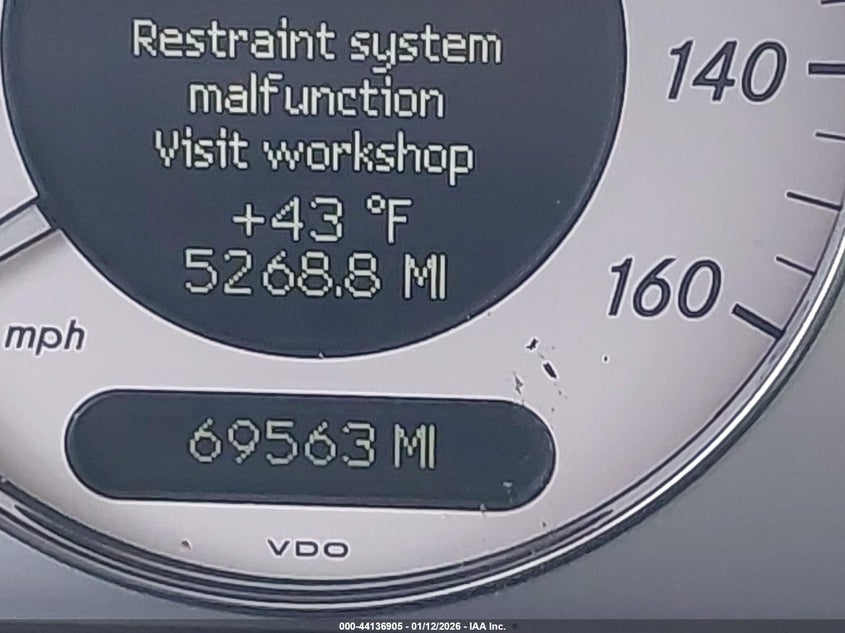 Restraint system
malfunction
Visit workshop
+43 °F
5268.8 MI
140
160
mph
69563 MI
VDO
000-44136905 - 01/12/2026 - IAA Inc.